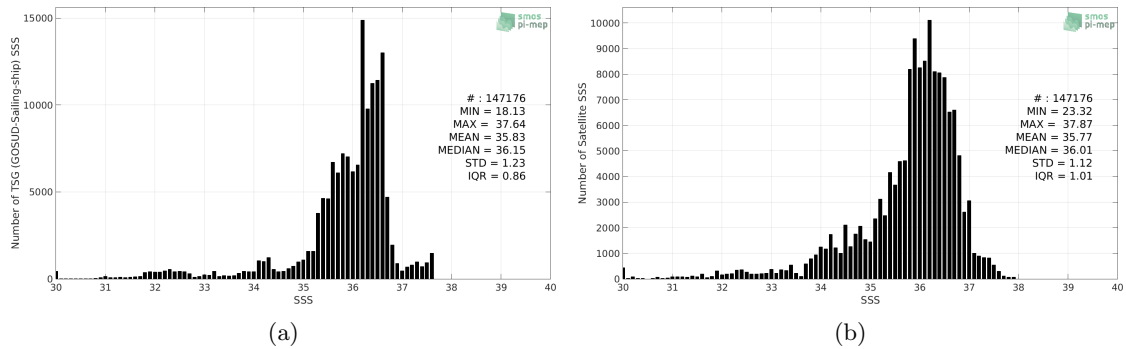 smos
pi-mep
Number of TSG (GOSUD-Sailing-ship) SSS
15000
10000
5000
0
# : 147176
MIN = 18.13
MAX = 37.64
MEAN = 35.83
MEDIAN = 36.15
STD = 1.23
IQR = 0.86
30 31 32 33 34 35 36 37 38 39 40
SSS
(a)
smos
pi-mep
Number of Satellite SSS
10000
9000
8000
7000
6000
5000
4000
3000
2000
1000
0
# : 147176
MIN = 23.32
MAX = 37.87
MEAN = 35.77
MEDIAN = 36.01
STD = 1.12
IQR = 1.01
30 31 32 33 34 35 36 37 38 39 40
SSS
(b)